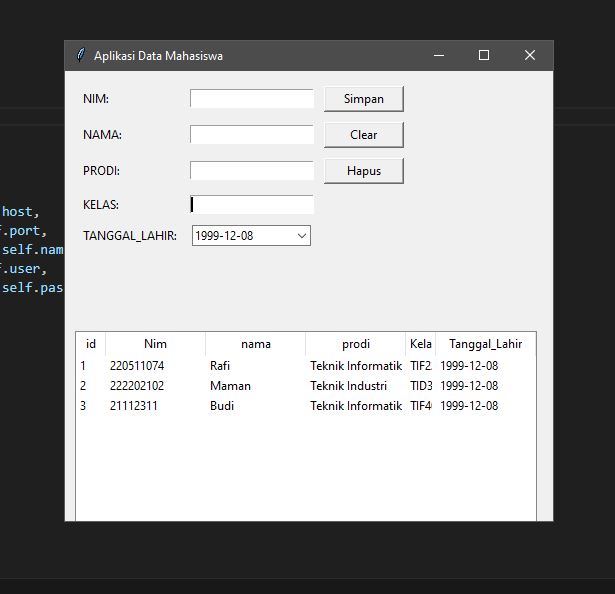 Aplikasi Data Mahasiswa
NIM: Simpan
NAMA: Clear
PRODI: Hapus
KELAS:
TANGGAL_LAHIR: 1999-12-08
host,
.port,
self.nam
.user,
self.pas
id Nim nama prodi Kela Tanggal_Lahir
1 220511074 Rafi Teknik Informatik TIF2 1999-12-08
2 222202102 Maman Teknik Industri TID3 1999-12-08
3 21112311 Budi Teknik Informatik TIF4 1999-12-08